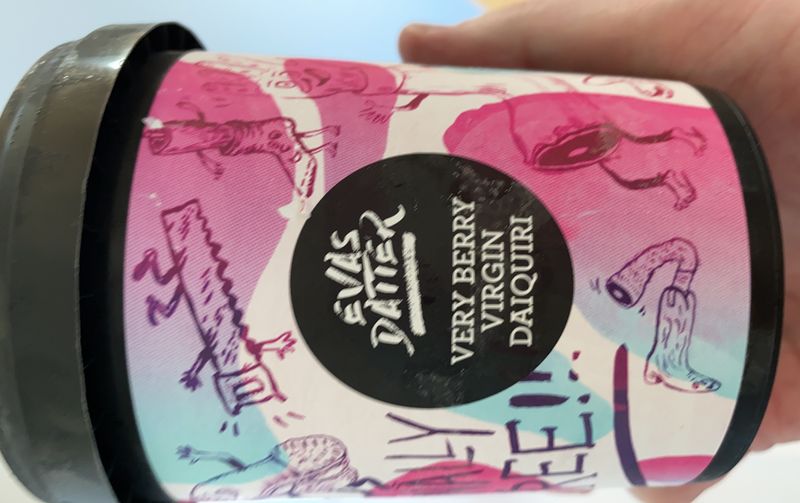 EVAS
DATTER
VERY BERRY
VIRGIN
DAIQUIRI